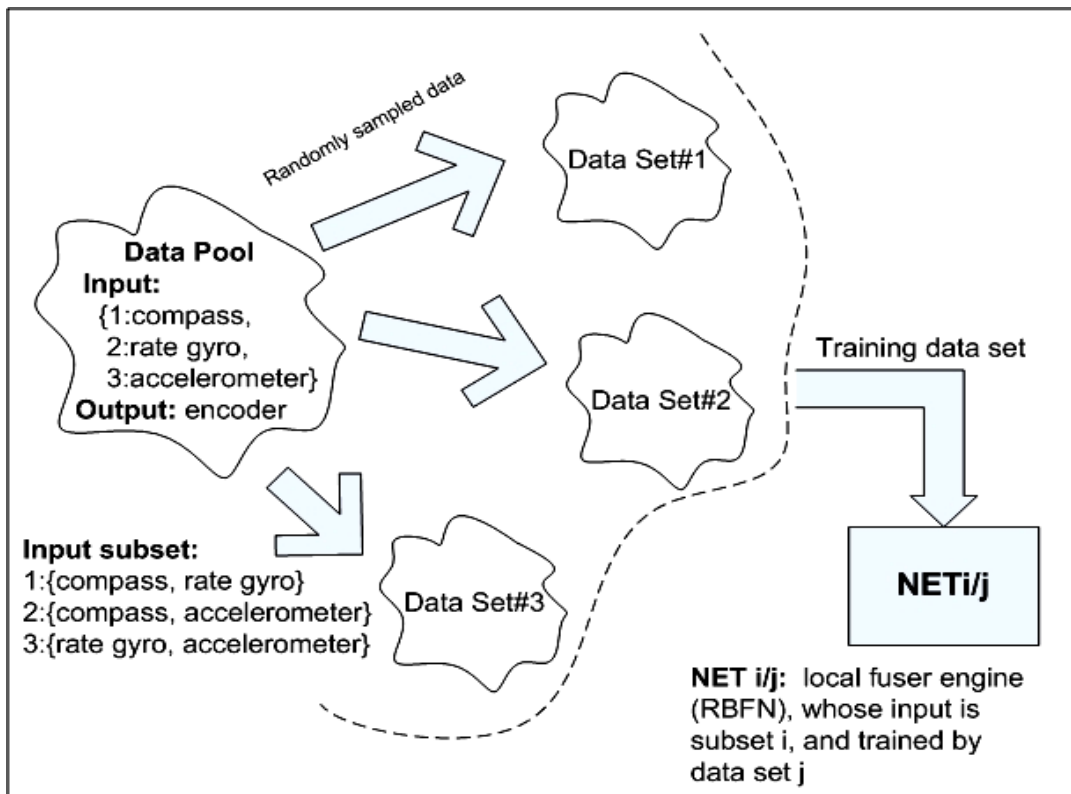 Randomly sampled data
Data Set#1
Data Pool
Input:
{1:compass,
2:rate gyro,
3:accelerometer}
Output: encoder
Data Set#2
Training data set
Input subset:
1:{compass, rate gyro}
2:{compass, accelerometer}
3:{rate gyro, accelerometer}
Data Set#3
NETi/j
NET i/j: local fuser engine
(RBFN), whose input is
subset i, and trained by
data set j